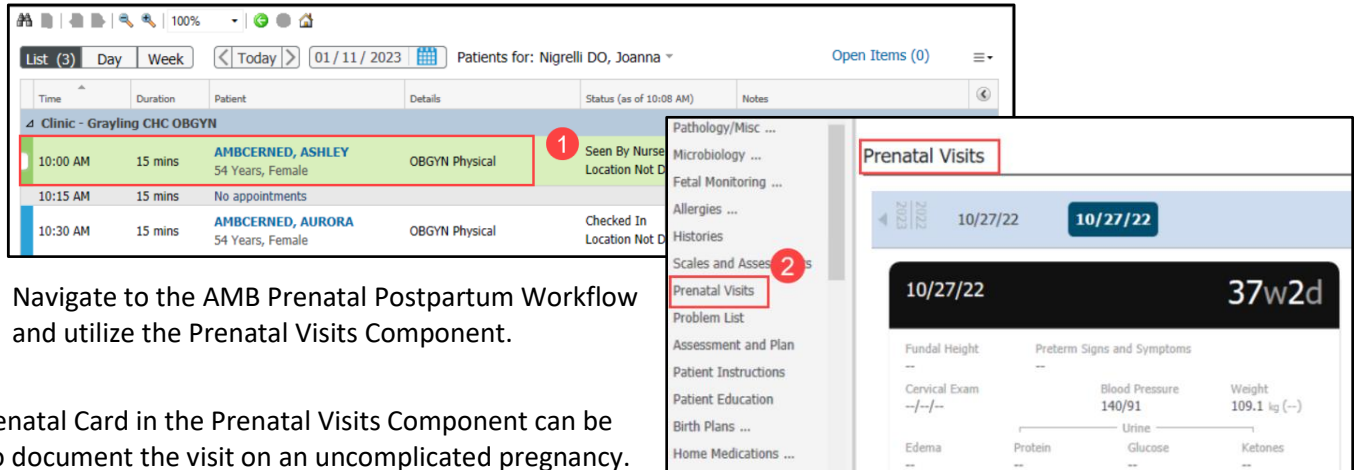 100%
List (3) Day Week Today 01/11/2023 Patients for: Nigrelli DO, Joanna Open Items (0)
Time Duration Patient Details Status (as of 10:08 AM) Notes
Clinic - Grayling CHC OBGYN
10:00 AM 15 mins AMBCERNED, ASHLEY OBGYN Physical 1 Seen By Nurse
54 Years, Female Location Not D
10:15 AM 15 mins No appointments
10:30 AM 15 mins AMBCERNED, AURORA OBGYN Physical Checked In
54 Years, Female Location Not D
Navigate to the AMB Prenatal Postpartum Workflow
and utilize the Prenatal Visits Component.
enatal Card in the Prenatal Visits Component can be
o document the visit on an uncomplicated pregnancy.
Pathology/Misc ...
Microbiology ...
Fetal Monitoring ...
Allergies ...
Histories
Scales and Asses 2 s
Prenatal Visits
Problem List
Assessment and Plan
Patient Instructions
Patient Education
Birth Plans ...
Home Medications ...
Prenatal Visits
2022 2023 10/27/22 10/27/22
10/27/22 37w2d
Fundal Height Preterm Signs and Symptoms
-- --
Cervical Exam Blood Pressure Weight
--/--/-- 140/91 109.1 kg (--)
Urine
Edema Protein Glucose Ketones
-- -- -- --